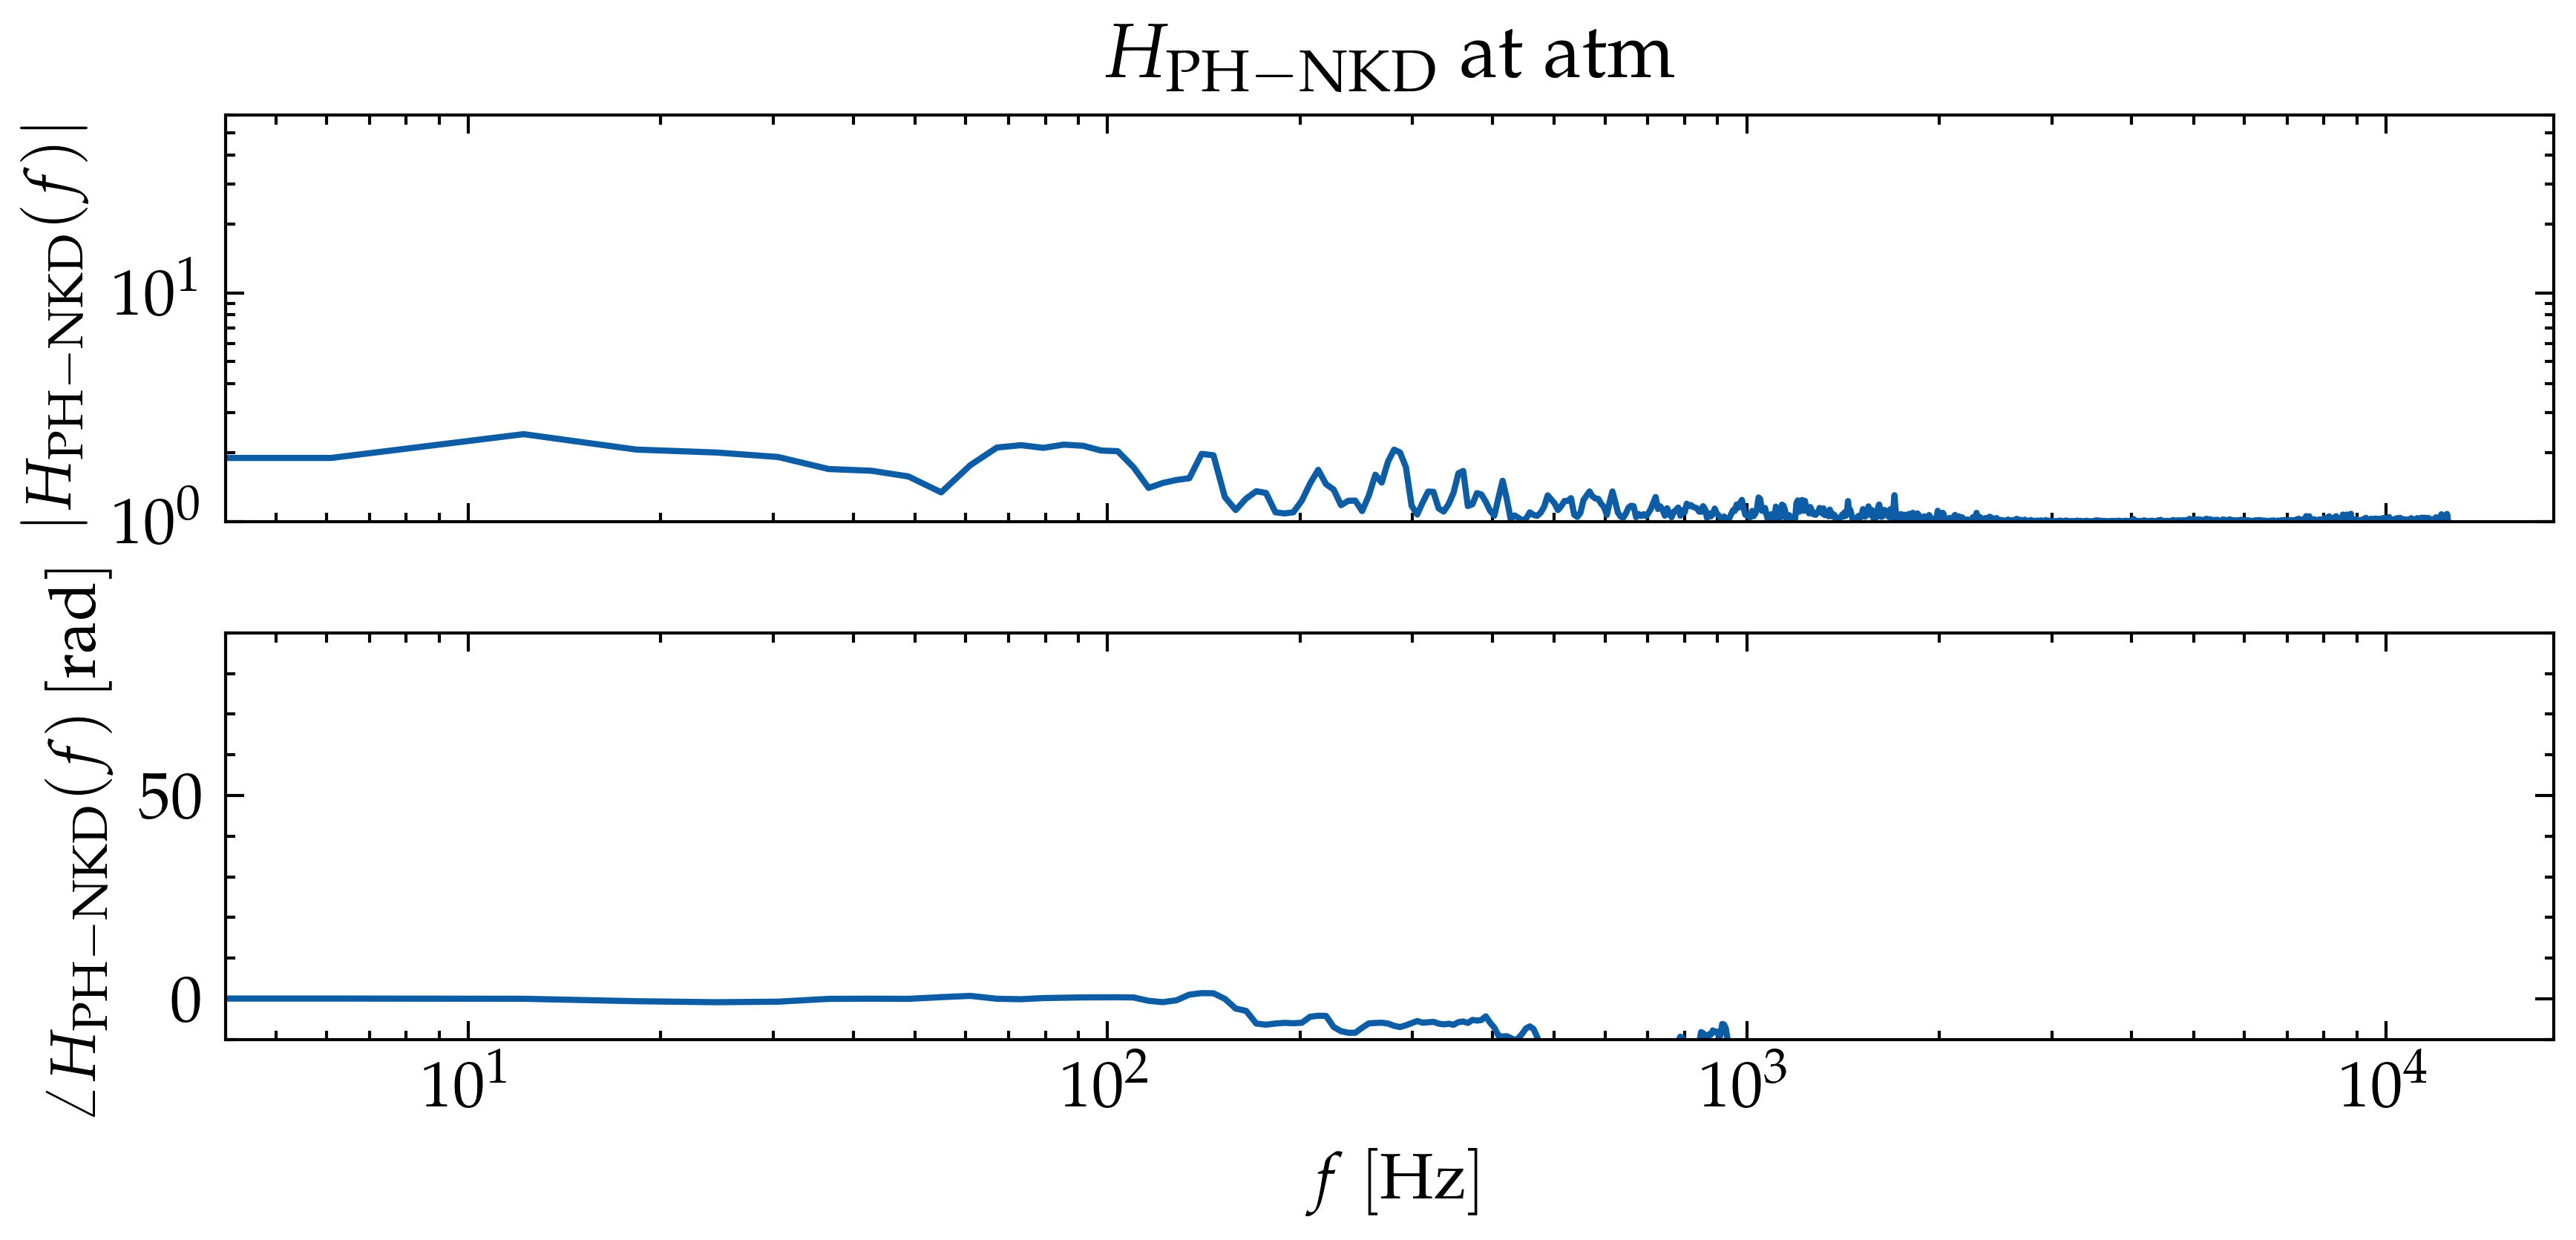 H_PH−NKD at atm
|H_PH−NKD(f)|
10^1
10^0
∠H_PH−NKD(f) [rad]
50
0
10^1 10^2 10^3 10^4
f [Hz]